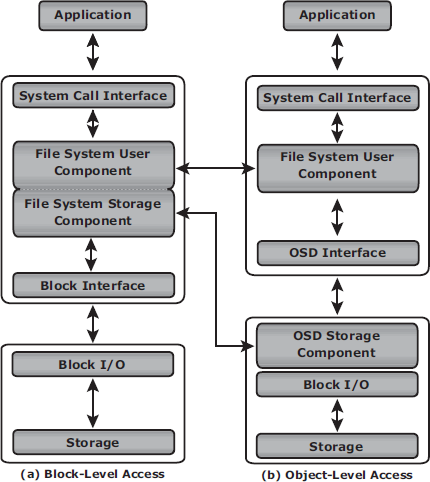 Application
System Call Interface
File System User
Component
File System Storage
Component
Block Interface
Block I/O
Storage
(a) Block-Level Access
Application
System Call Interface
File System User
Component
OSD Interface
OSD Storage
Component
Block I/O
Storage
(b) Object-Level Access